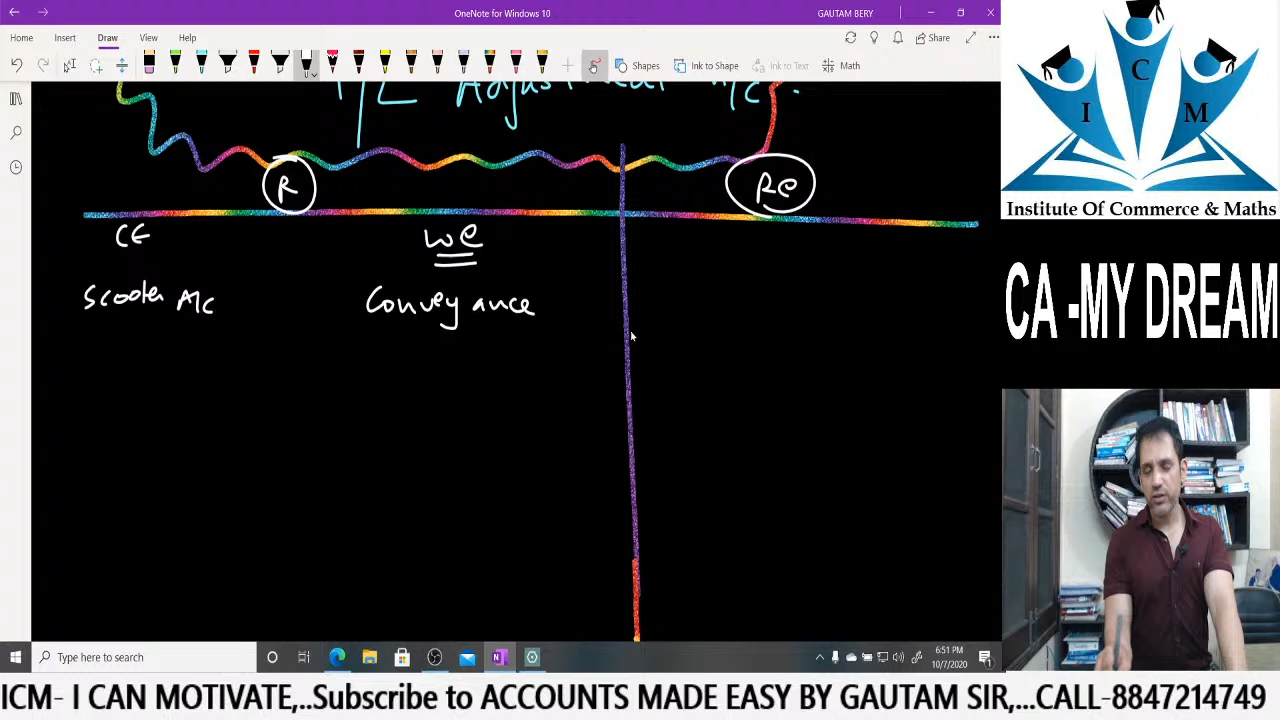 OneNote for Windows 10
GAUTAM BERY
Home
Insert
Draw
View
Help
Share
Shapes
Ink to Shape
Ink to Text
Math
P/L Adjustment A/c.
R
Re
CE
WE
Scooter A/c
Conveyance
I
C
M
Institute Of Commerce & Maths
CA -MY DREAM
Type here to search
6:51 PM
10/7/2020
ICM- I CAN MOTIVATE,..Subscribe to ACCOUNTS MADE EASY BY GAUTAM SIR,...CALL-8847214749